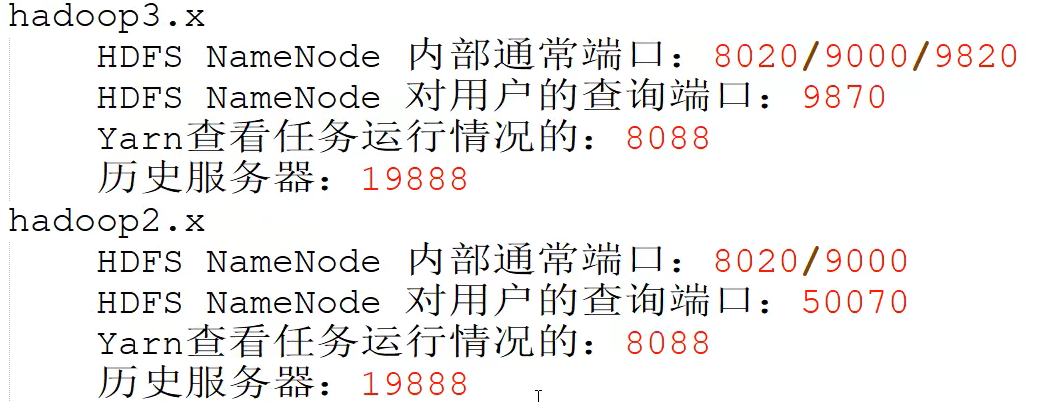 hadoop3.x
HDFS NameNode 内部通常端口：8020/9000/9820
HDFS NameNode 对用户的查询端口：9870
Yarn查看任务运行情况的：8088
历史服务器：19888
hadoop2.x
HDFS NameNode 内部通常端口：8020/9000
HDFS NameNode 对用户的查询端口：50070
Yarn查看任务运行情况的：8088
历史服务器：19888